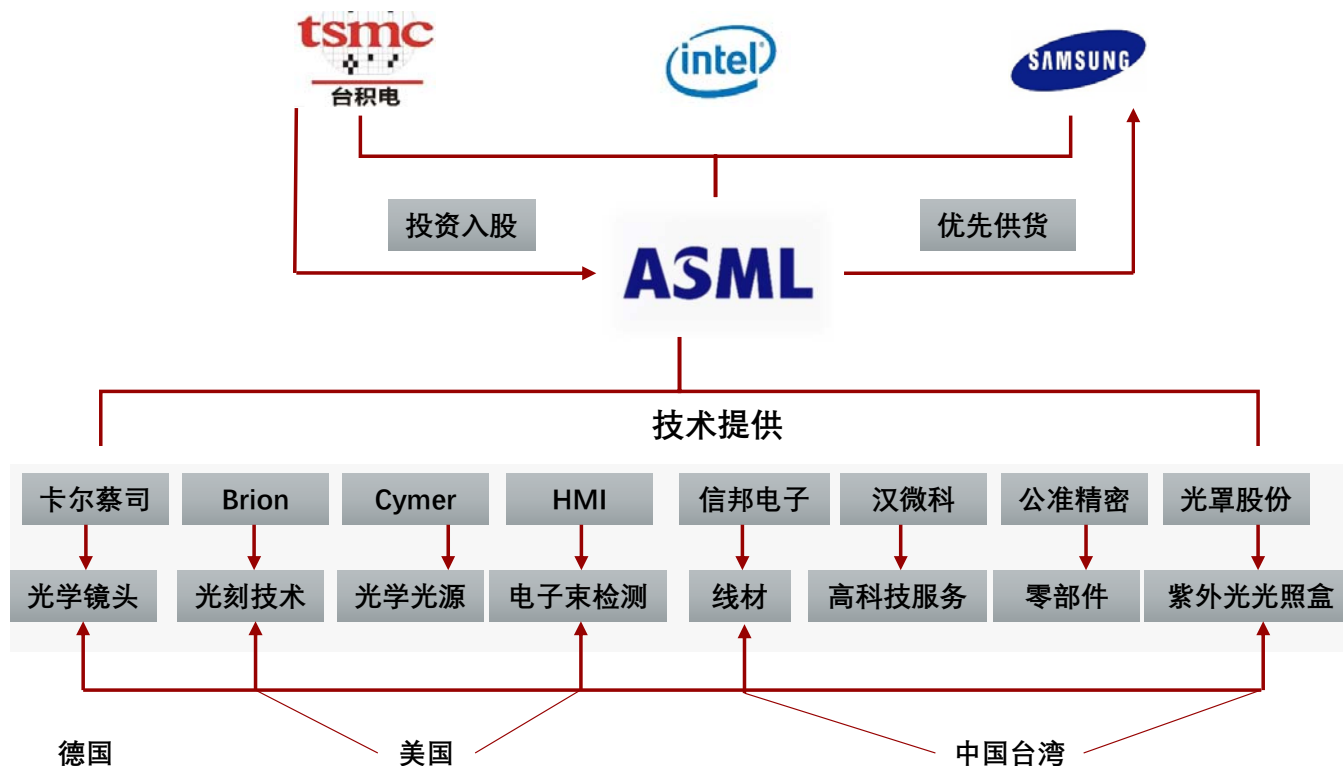 tsmc
台积电
intel
SAMSUNG
投资入股
优先供货
ASML
技术提供
卡尔蔡司
Brion
Cymer
HMI
信邦电子
汉微科
公准精密
光罩股份
光学镜头
光刻技术
光学光源
电子束检测
线材
高科技服务
零部件
紫外光光照盒
德国
美国
中国台湾